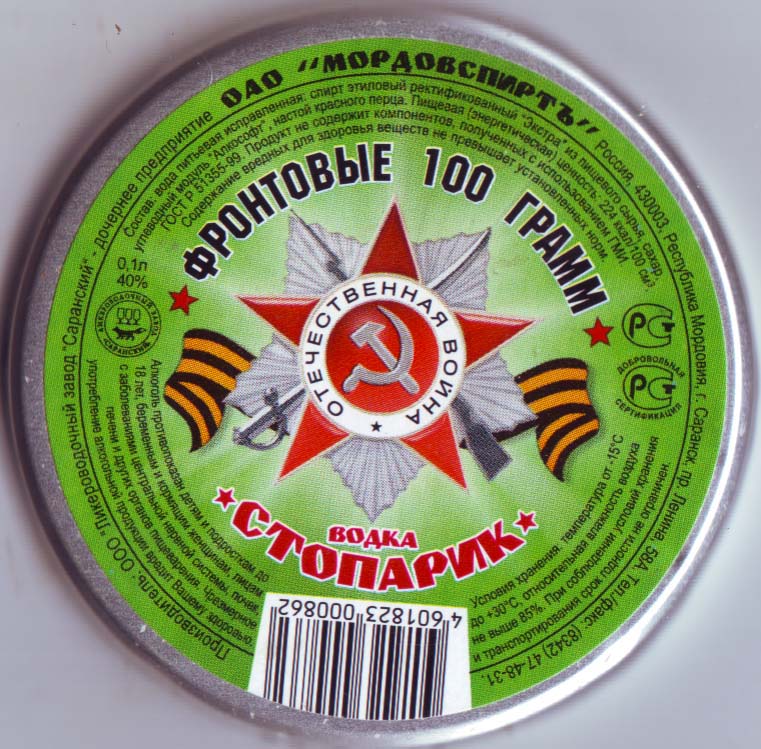 Производитель: ООО "Ликероводочный завод "Саранский" - дочернее предприятие ОАО "МОРДОВСПИРТЪ" Россия, 430003, Республика Мордовия, г. Саранск, пр. Ленина, 58А. Тел./факс: (8342) 47-48-31.
Состав: вода питьевая исправленная; спирт этиловый ректификованный "Экстра" из пищевого сырья; сахар,
углеводный модуль "Алкософт", настой красного перца. Пищевая (энергетическая) ценность: 224 ккал/100 см3
ГОСТ Р 51355-99. Продукт не содержит компонентов, полученных с использованием ГМИ.
Содержание вредных для здоровья веществ не превышает установленных норм.
ФРОНТОВЫЕ 100 ГРАММ
0,1л
40%
ЛИКЕРОВОДОЧНЫЙ ЗАВОД
"САРАНСКИЙ"
ОТЕЧЕСТВЕННАЯ ВОЙНА
РСТ
ДОБРОВОЛЬНАЯ
РСТ
СЕРТИФИКАЦИЯ
Алкоголь противопоказан детям и подросткам до
18 лет, беременным и кормящим женщинам, лицам
с заболеваниями центральной нервной системы, почек,
печени и других органов пищеварения. Чрезмерное
употребление алкогольной продукции вредит Вашему здоровью.
ВОДКА
СТОПАРИК
Условия хранения: температура от -15°С
до +30°С, относительная влажность воздуха
не выше 85%. При соблюдении условий хранения
и транспортирования срок годности не ограничен.
4 601823 000862